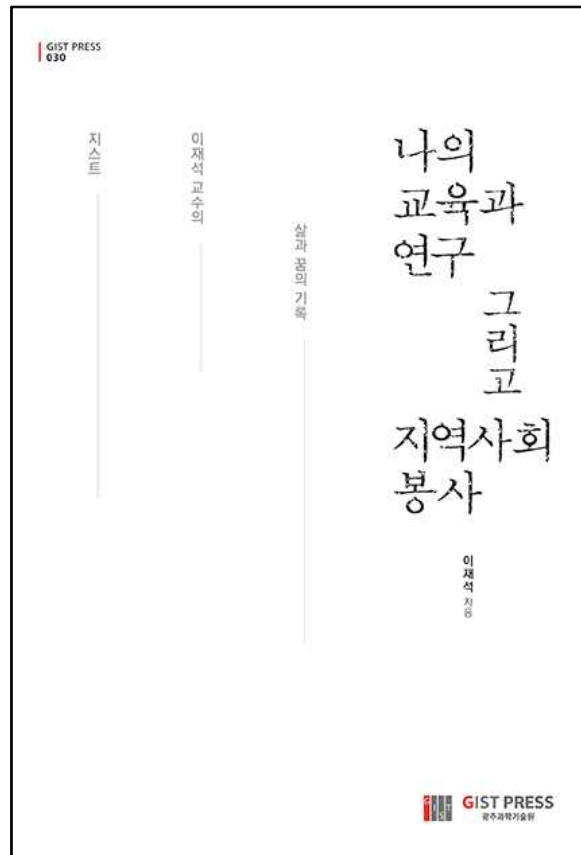 GIST PRESS
030
지스트
이재석 교수의
삶과 꿈의 기록
나의
교육과
연구
그리고
지역사회
봉사
이재석 지음
GIST
GIST PRESS
광주과학기술원